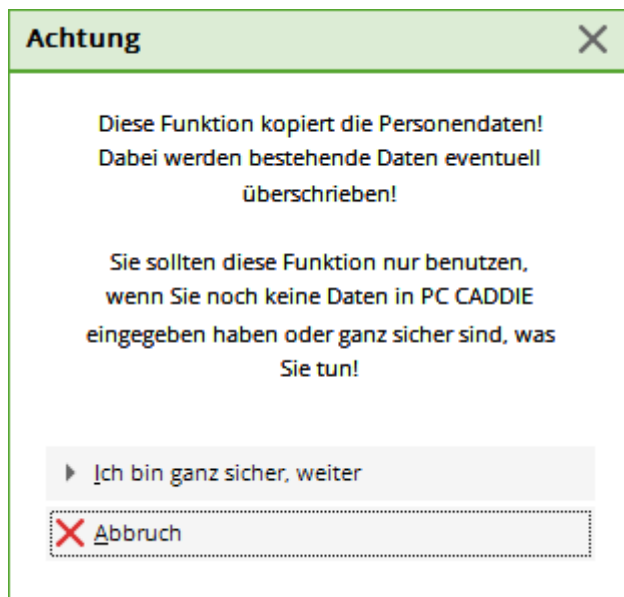 Achtung
Diese Funktion kopiert die Personendaten!
Dabei werden bestehende Daten eventuell
überschrieben!
Sie sollten diese Funktion nur benutzen,
wenn Sie noch keine Daten in PC CADDIE
eingegeben haben oder ganz sicher sind, was
Sie tun!
Ich bin ganz sicher, weiter
Abbruch